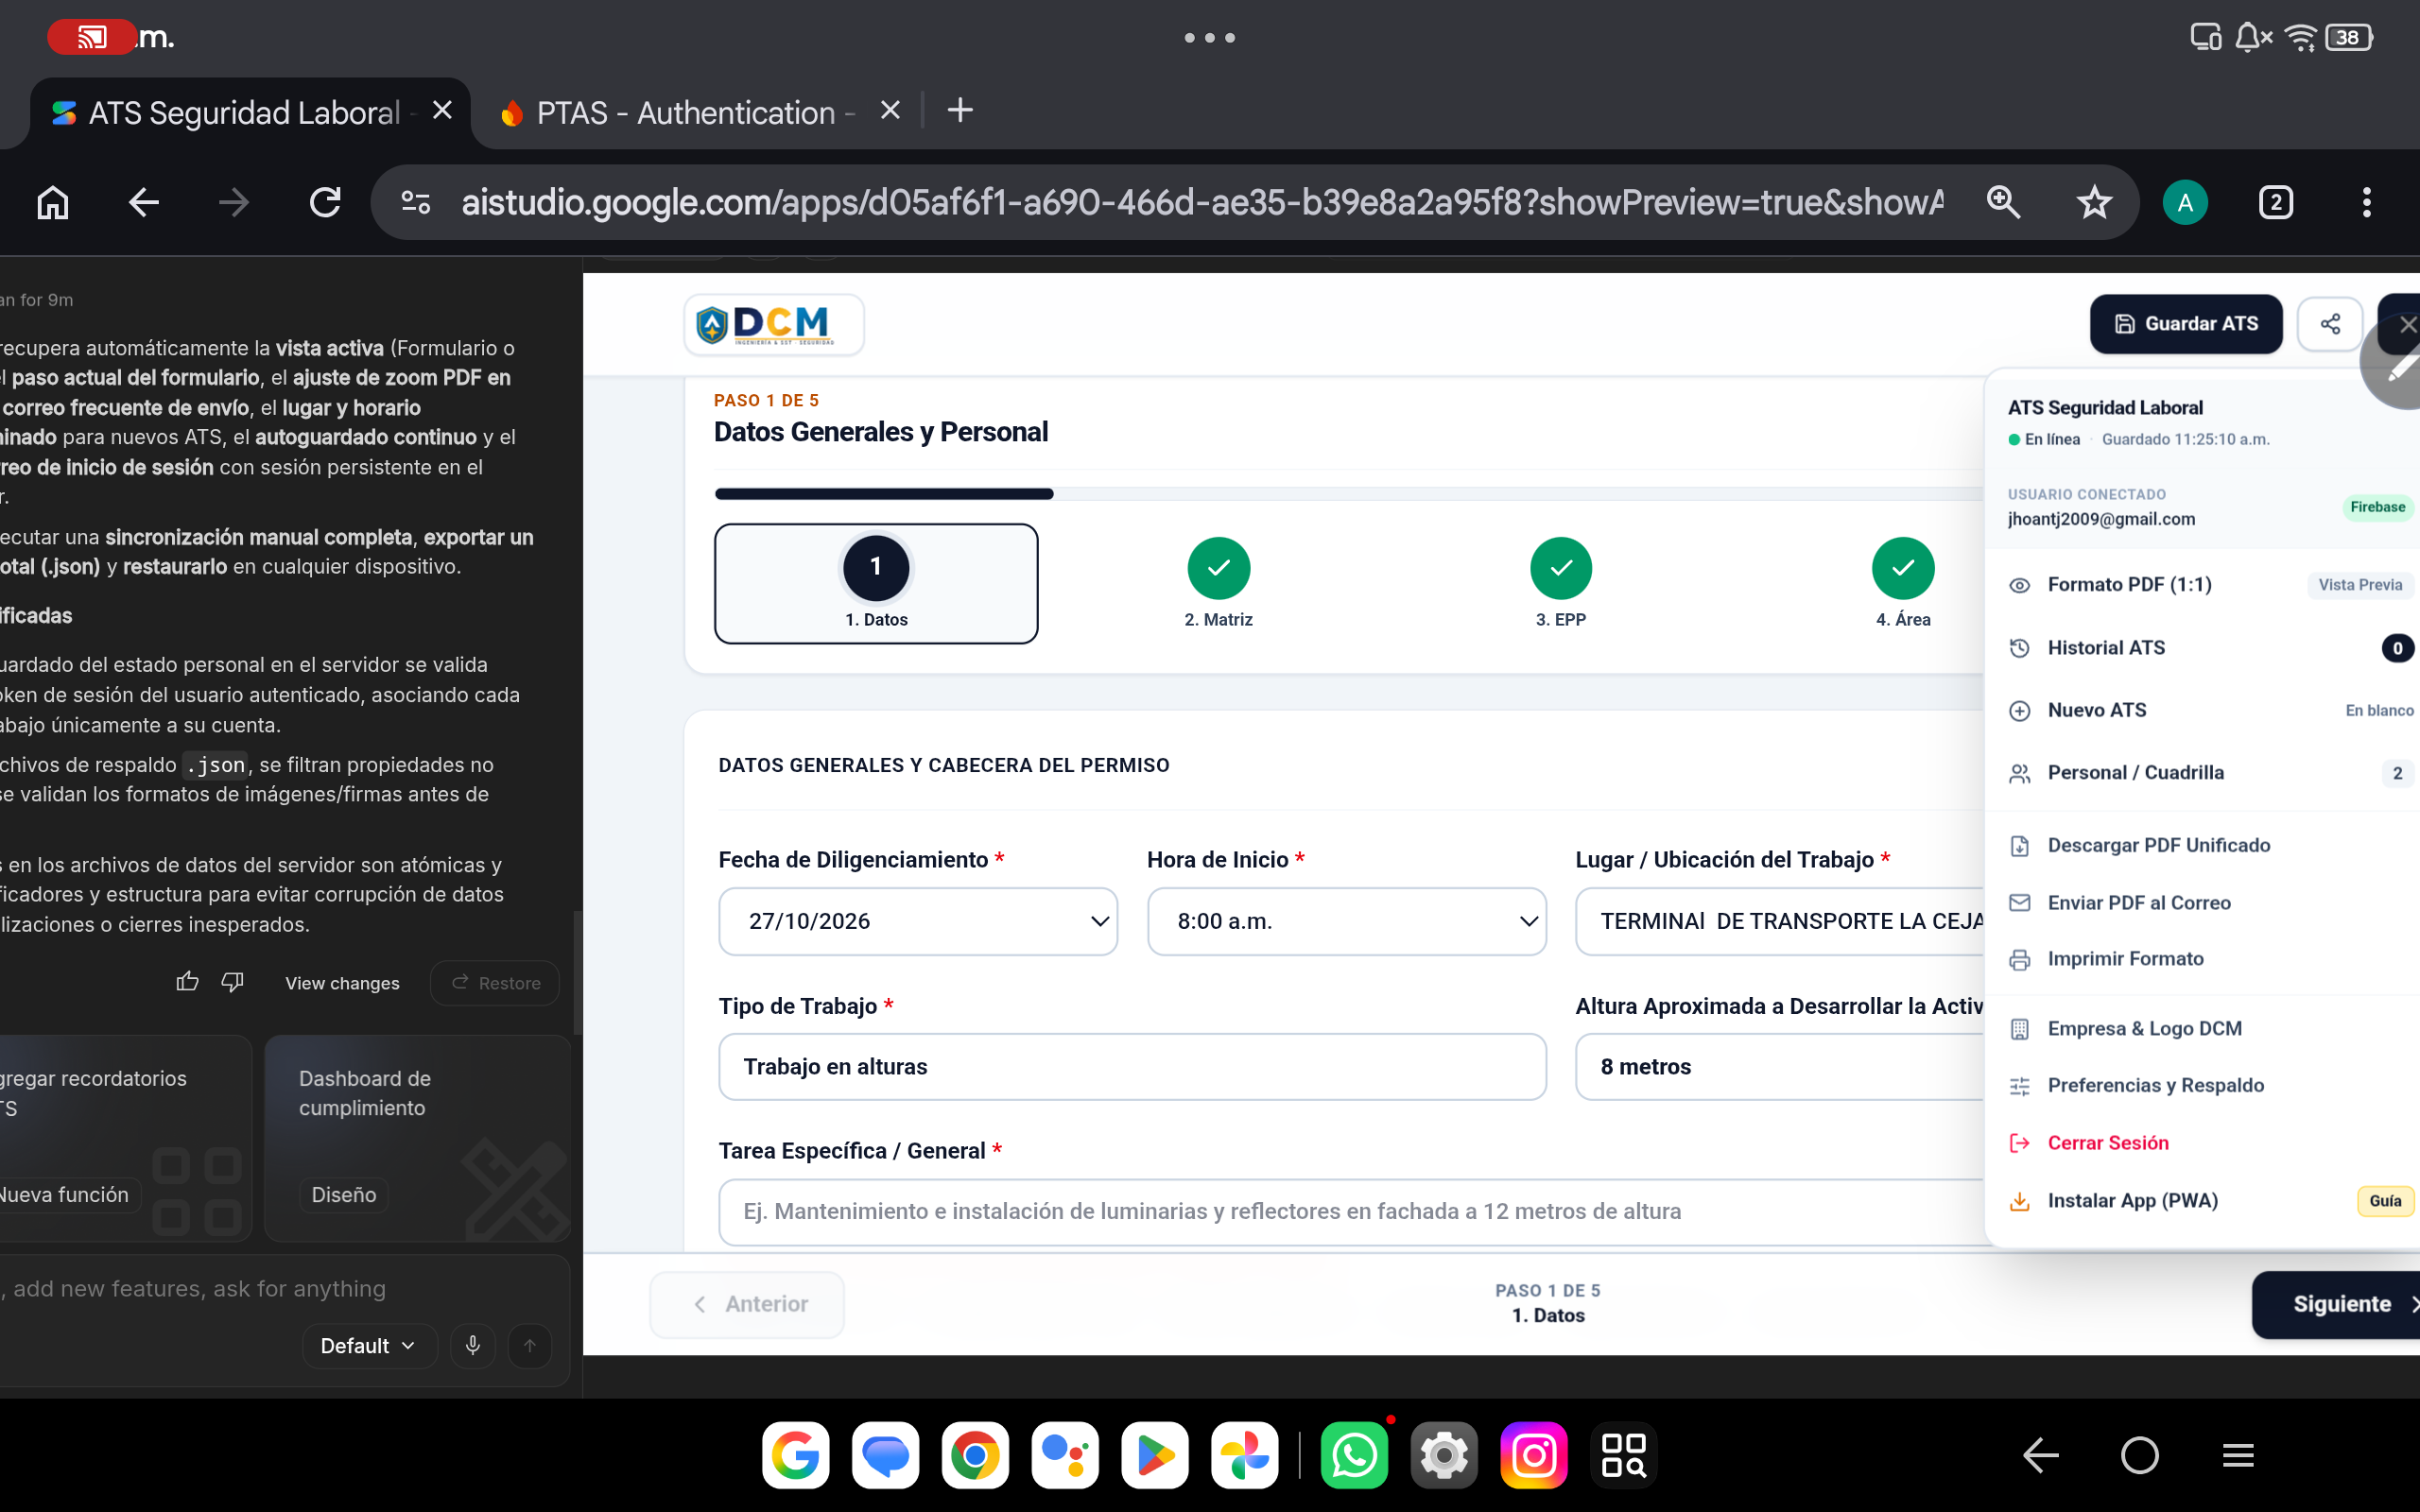 .m.
38
ATS Seguridad Laboral -
PTAS - Authentication -
aistudio.google.com/apps/d05af6f1-a690-466d-ae35-b39e8a2a95f8?showPreview=true&showA
A
2
an for 9m
recupera automáticamente la vista activa (Formulario o
l paso actual del formulario, el ajuste de zoom PDF en
correo frecuente de envío, el lugar y horario
inado para nuevos ATS, el autoguardado continuo y el
rreo de inicio de sesión con sesión persistente en el
r.
ecutar una sincronización manual completa, exportar un
otal (.json) y restaurarlo en cualquier dispositivo.
ificadas
uardado del estado personal en el servidor se valida
oken de sesión del usuario autenticado, asociando cada
abajo únicamente a su cuenta.
chivos de respaldo .json, se filtran propiedades no
se validan los formatos de imágenes/firmas antes de
s en los archivos de datos del servidor son atómicas y
ificadores y estructura para evitar corrupción de datos
lizaciones o cierres inesperados.
View changes
Restore
gregar recordatorios
TS
Nueva función
Dashboard de
cumplimiento
Diseño
, add new features, ask for anything
Default
DCM
INGENIERÍA & SST · SEGURIDAD
Guardar ATS
PASO 1 DE 5
Datos Generales y Personal
1
1. Datos
2. Matriz
3. EPP
4. Área
DATOS GENERALES Y CABECERA DEL PERMISO
Fecha de Diligenciamiento *
Hora de Inicio *
Lugar / Ubicación del Trabajo *
27/10/2026
8:00 a.m.
TERMINAl DE TRANSPORTE LA CEJA
Tipo de Trabajo *
Altura Aproximada a Desarrollar la Activ
Trabajo en alturas
8 metros
Tarea Específica / General *
Ej. Mantenimiento e instalación de luminarias y reflectores en fachada a 12 metros de altura
Anterior
PASO 1 DE 5
1. Datos
Siguiente
ATS Seguridad Laboral
En línea · Guardado 11:25:10 a.m.
USUARIO CONECTADO
jhoantj2009@gmail.com
Firebase
Formato PDF (1:1)
Vista Previa
Historial ATS
0
Nuevo ATS
En blanco
Personal / Cuadrilla
2
Descargar PDF Unificado
Enviar PDF al Correo
Imprimir Formato
Empresa & Logo DCM
Preferencias y Respaldo
Cerrar Sesión
Instalar App (PWA)
Guía